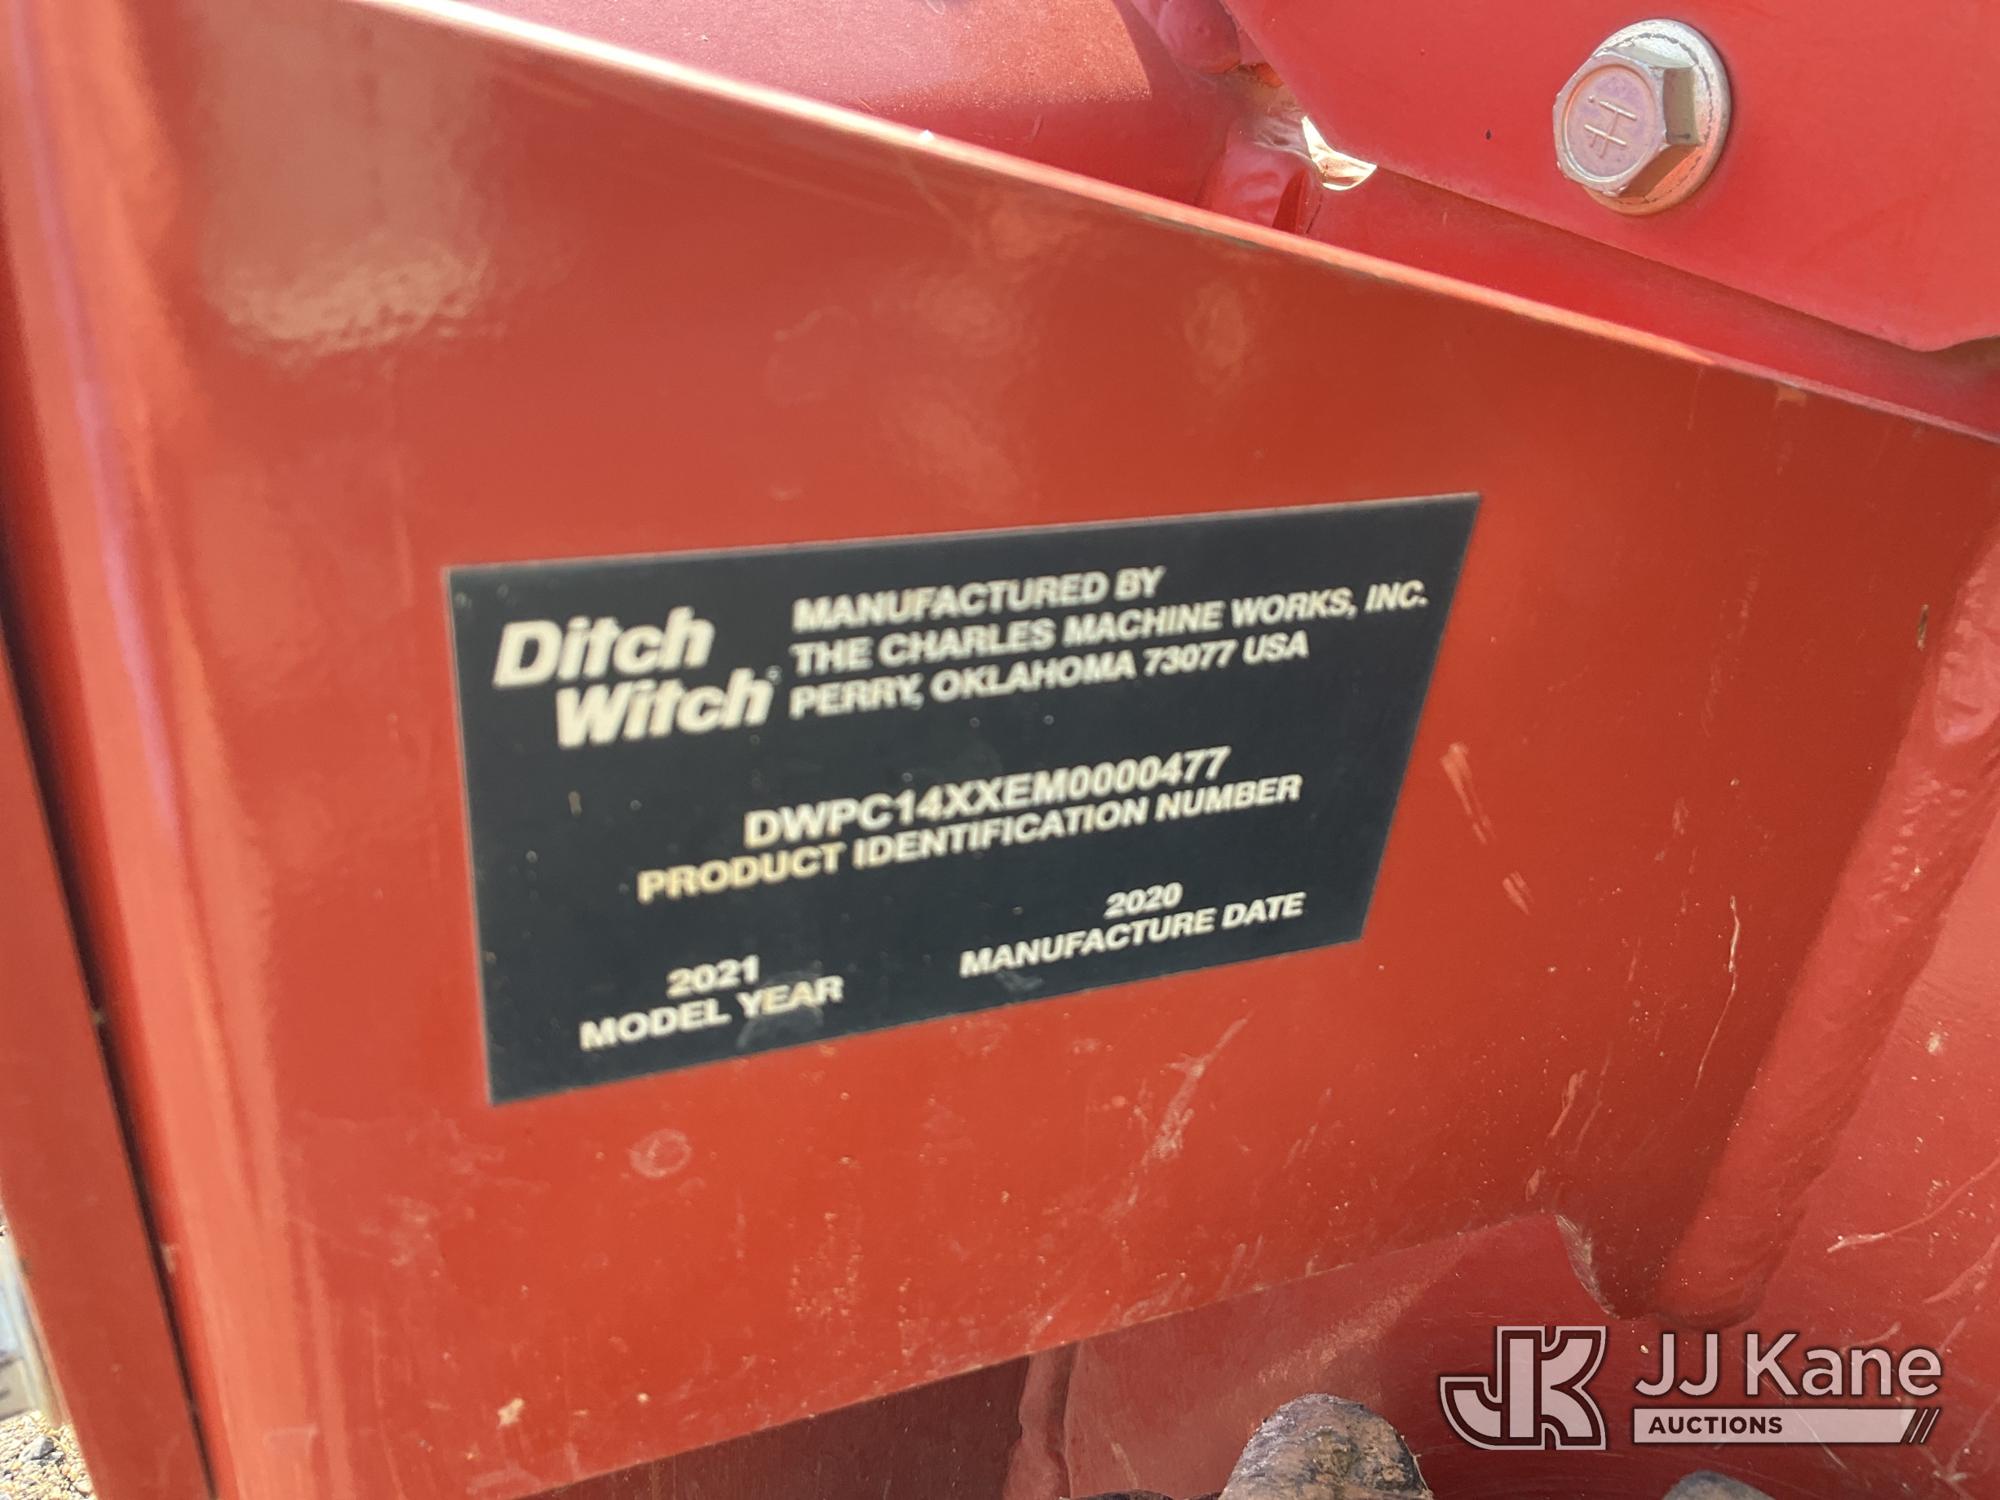 Ditch
Witch
MANUFACTURED BY
THE CHARLES MACHINE WORKS, INC.
PERRY, OKLAHOMA 73077 USA
DWPC14XXEM0000477
PRODUCT IDENTIFICATION NUMBER
2021
MODEL YEAR
2020
MANUFACTURE DATE
JK JJ Kane
AUCTIONS